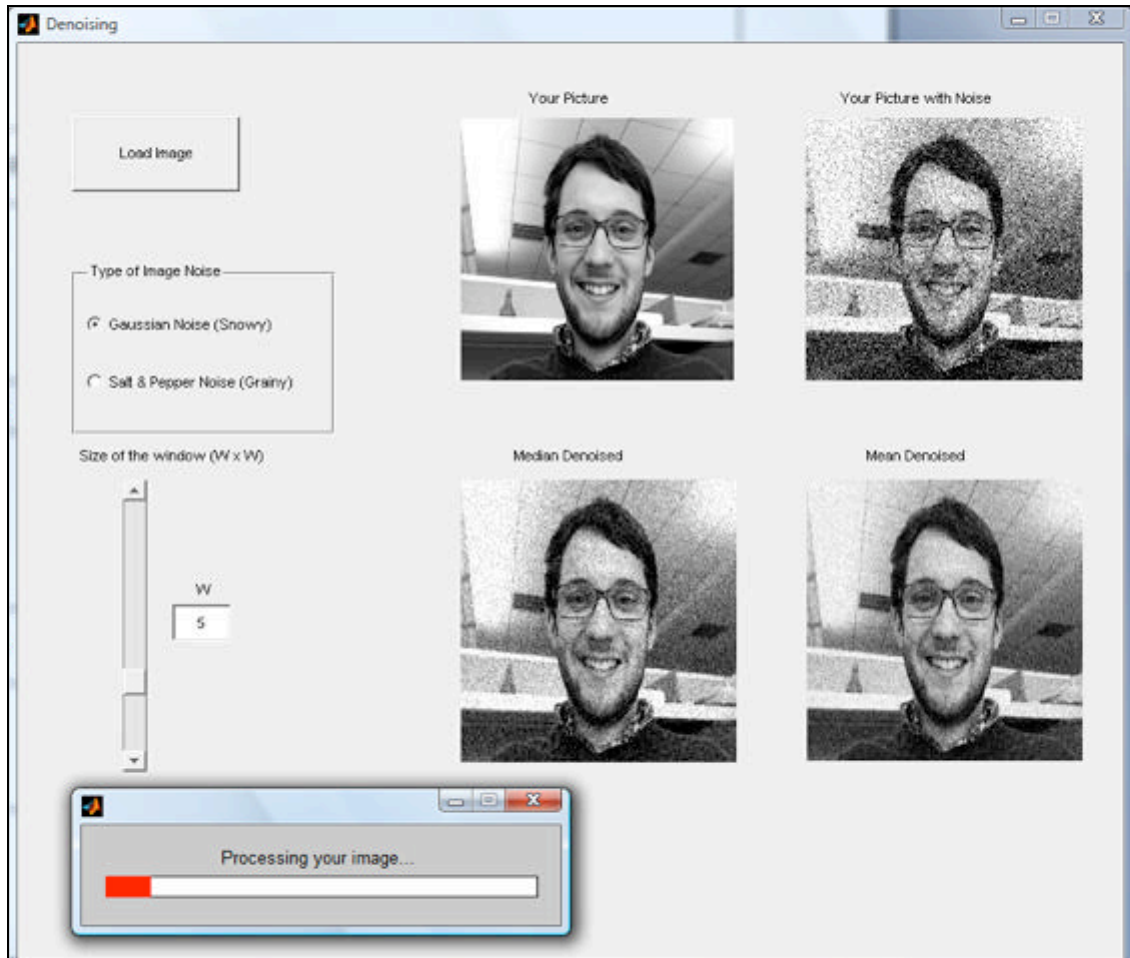 Denoising
Your Picture
Your Picture with Noise
Load Image
Type of Image Noise
Gaussian Noise (Snowy)
Salt & Pepper Noise (Grainy)
Size of the window (W x W)
Median Denoised
Mean Denoised
W
5
Processing your image...